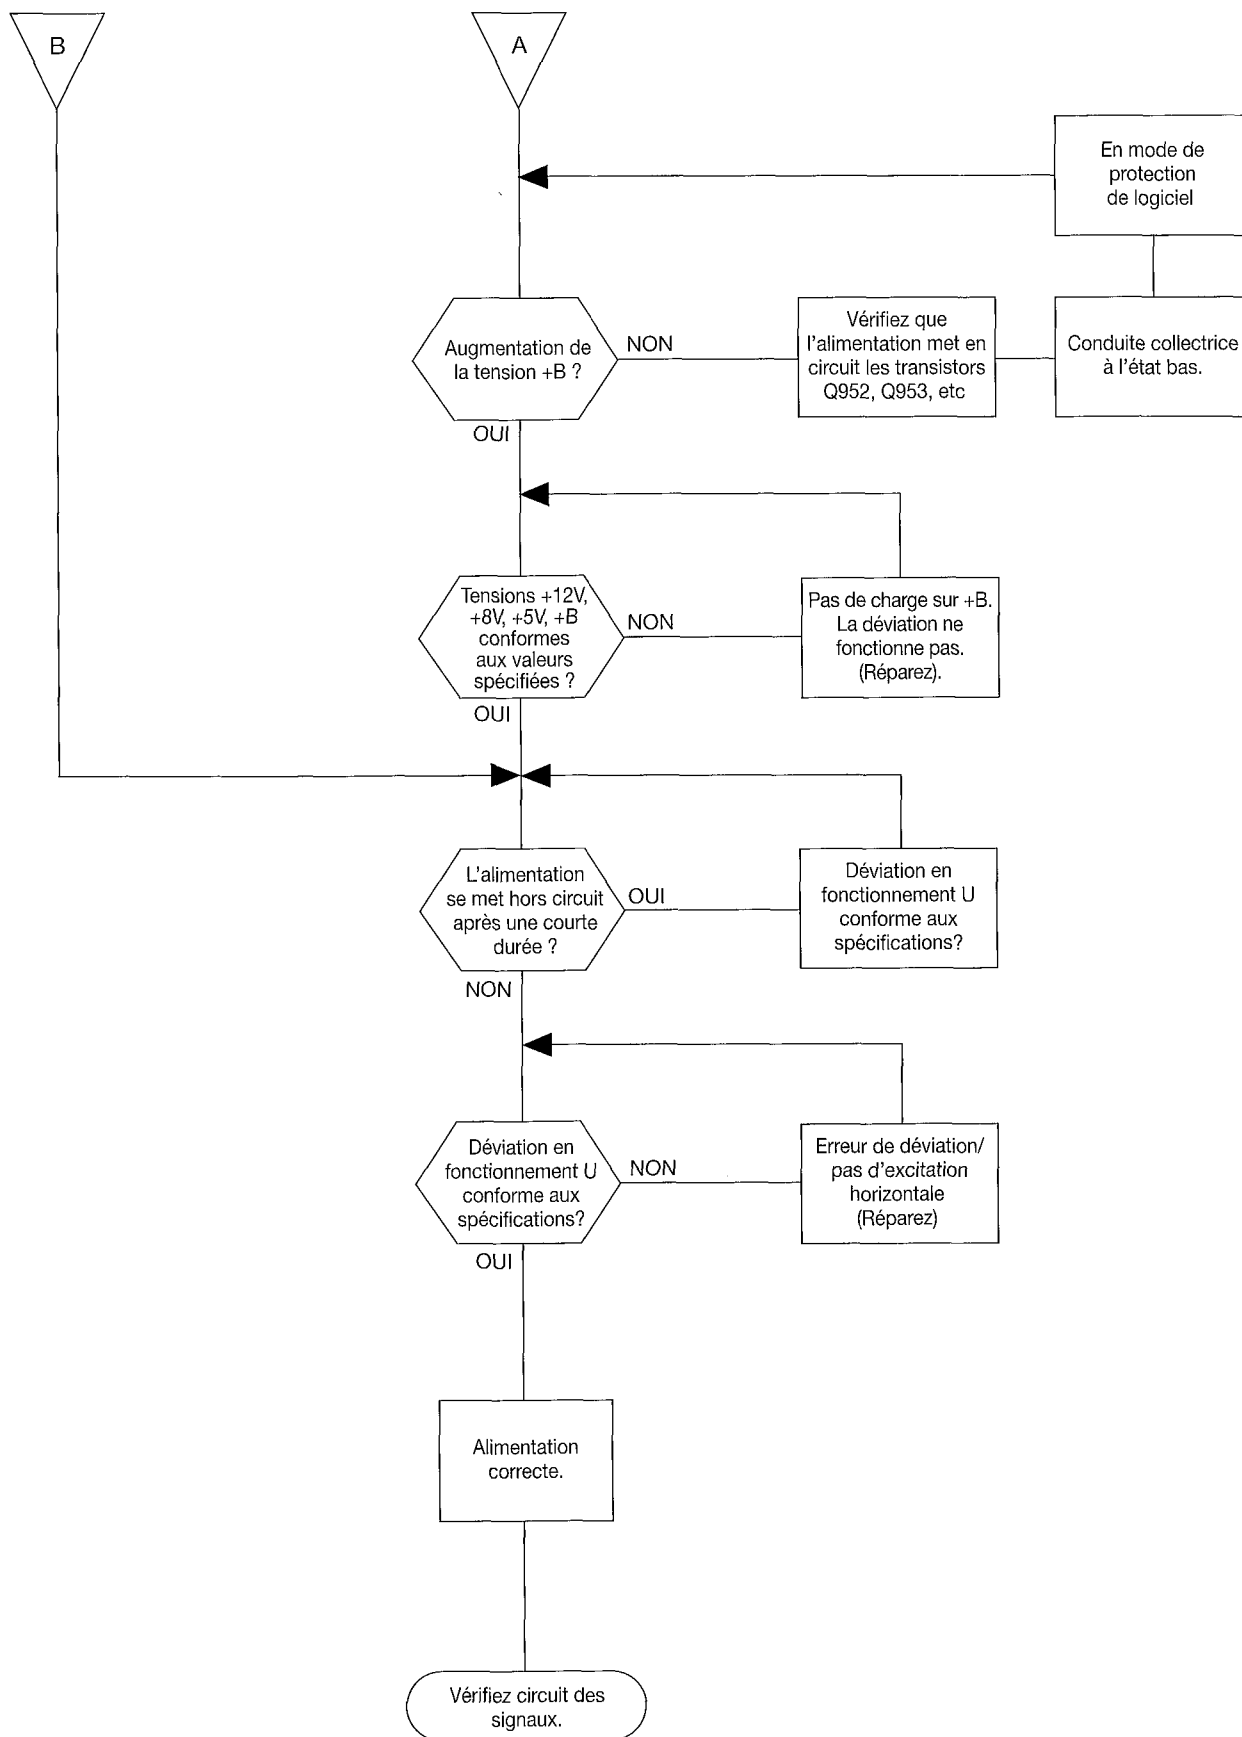 B
A
En mode de
protection
de logiciel
Augmentation de
la tension +B ?
NON
Vérifiez que
l'alimentation met en
circuit les transistors
Q952, Q953, etc
Conduite collectrice
à l'état bas.
OUI
Tensions +12V,
+8V, +5V, +B
conformes
aux valeurs
spécifiées ?
NON
Pas de charge sur +B.
La déviation ne
fonctionne pas.
(Réparez).
OUI
L'alimentation
se met hors circuit
après une courte
durée ?
OUI
Déviation en
fonctionnement U
conforme aux
spécifications?
NON
Déviation en
fonctionnement U
conforme aux
spécifications?
NON
Erreur de déviation/
pas d'excitation
horizontale
(Réparez)
OUI
Alimentation
correcte.
Vérifiez circuit des
signaux.